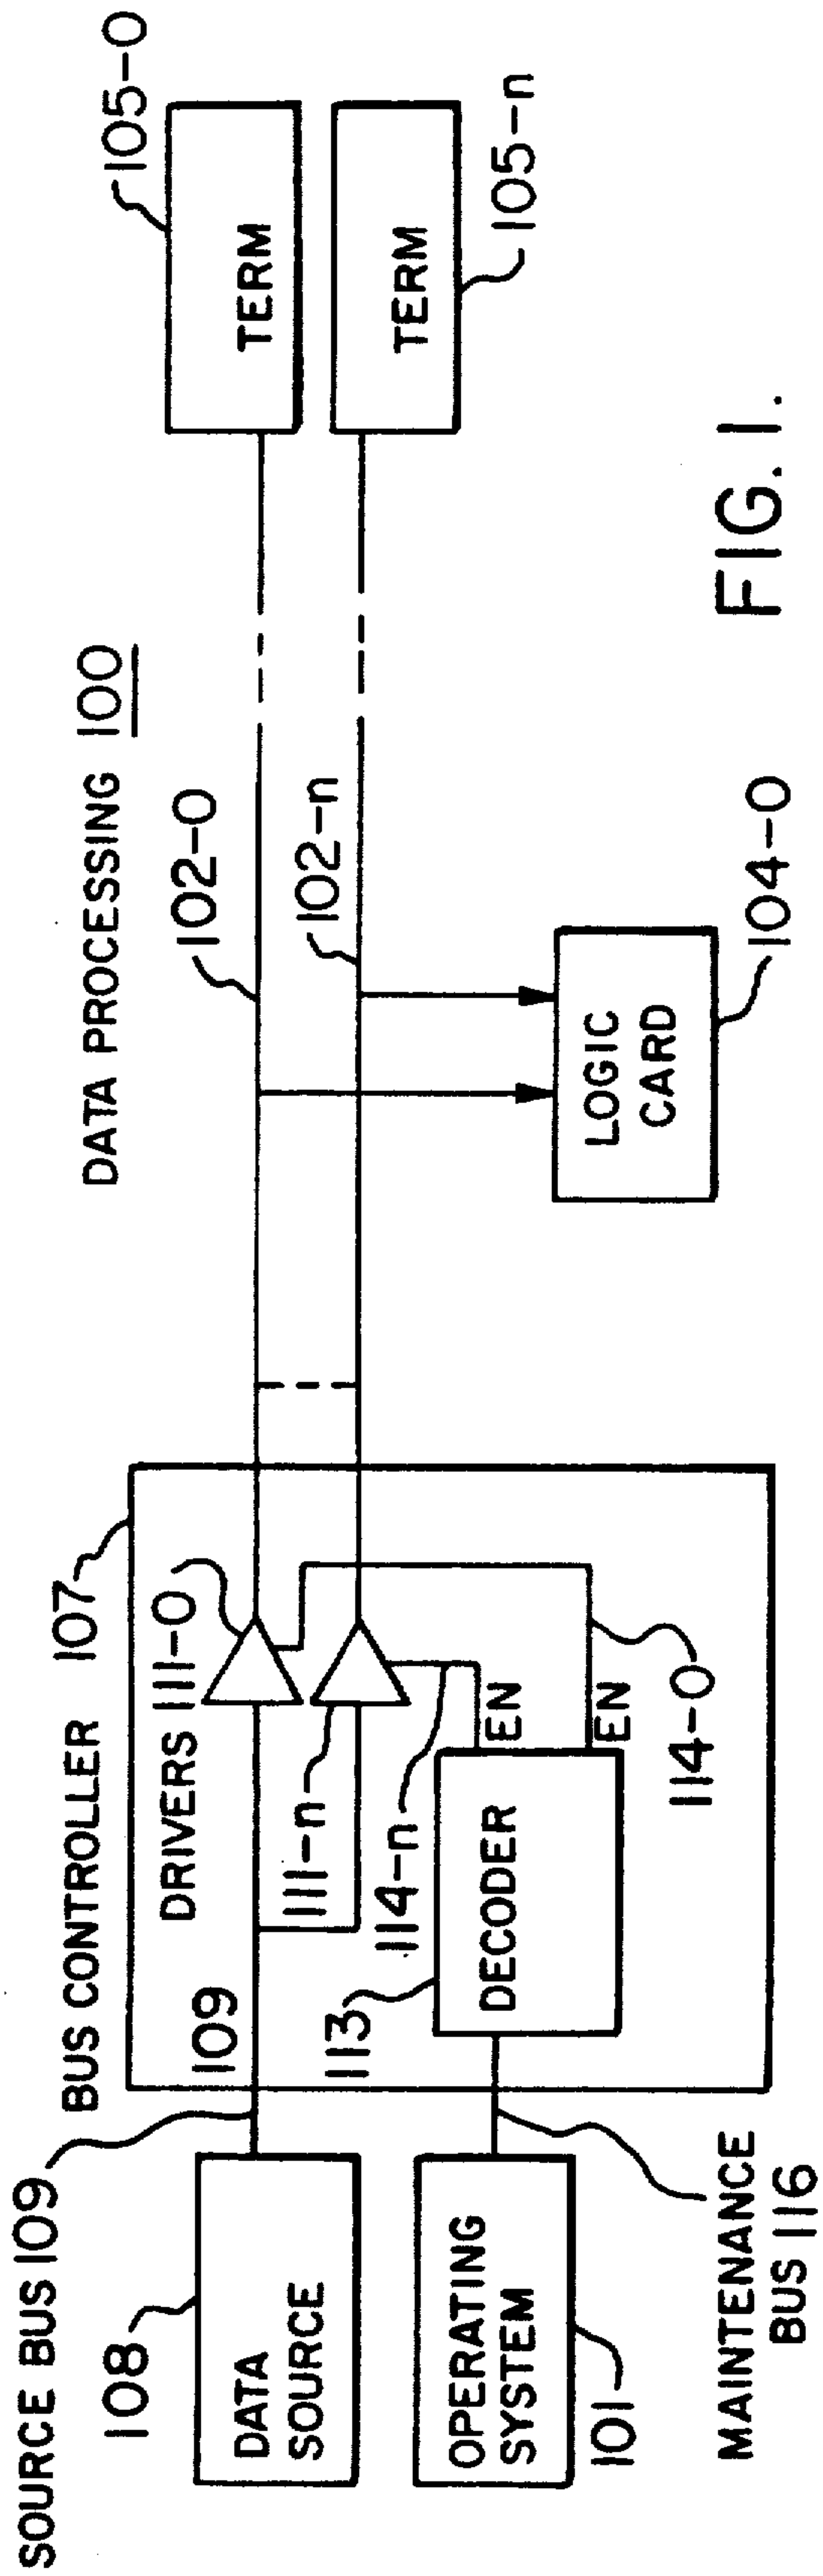 DATA PROCESSING 100
SOURCE BUS 109
BUS CONTROLLER 107
108
DATA
SOURCE
109
DRIVERS 111-0
111-n
102-0
102-n
105-0
TERM
TERM
105-n
113
DECODER
114-n
EN
EN
114-0
OPERATING
SYSTEM
101
MAINTENANCE
BUS 116
LOGIC
CARD
104-0
FIG. 1.